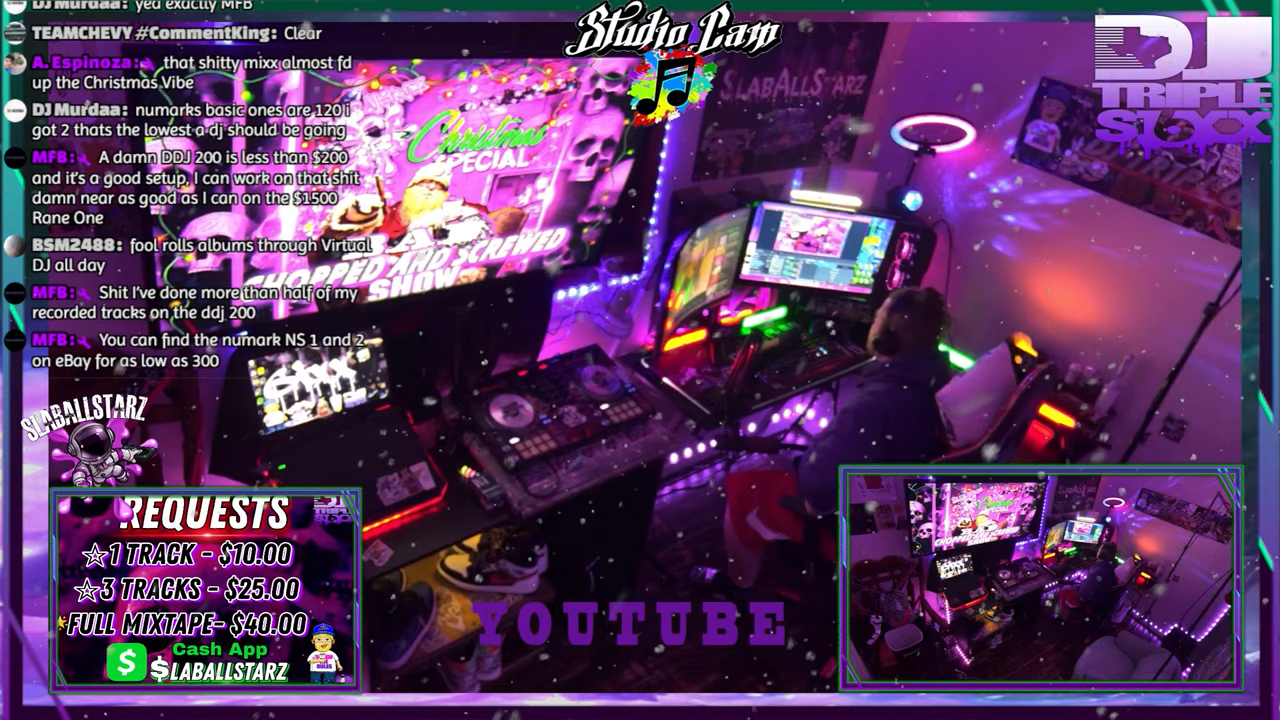 DJ Murdaa: yea exactly MFB
TEAMCHEVY #CommentKing: Clear
A. Espinoza: that shitty mixx almost fd
up the Christmas Vibe
DJ Murdaa: numarks basic ones are 120 i
got 2 thats the lowest a dj should be going
MFB: A damn DDJ 200 is less than $200
and it's a good setup, I can work on that shit
damn near as good as I can on the $1500
Rane One
BSM2488: fool rolls albums through Virtual
DJ all day
MFB: Shit I've done more than half of my
recorded tracks on the ddj 200
MFB: You can find the numark NS 1 and 2
on eBay for as low as 300
Studio Cam
DJ
TRIPLE
SIXX
SLABALLSTARZ
Christmas
SPECIAL
CHOPPED AND SCREWED
SHOW
SIXX
SLABALLSTARZ
REQUESTS
DJ
TRIPLE
SIXX
☆1 TRACK - $10.00
☆3 TRACKS - $25.00
FULL MIXTAPE- $40.00
Cash App
$LABALLSTARZ
YOUTUBE